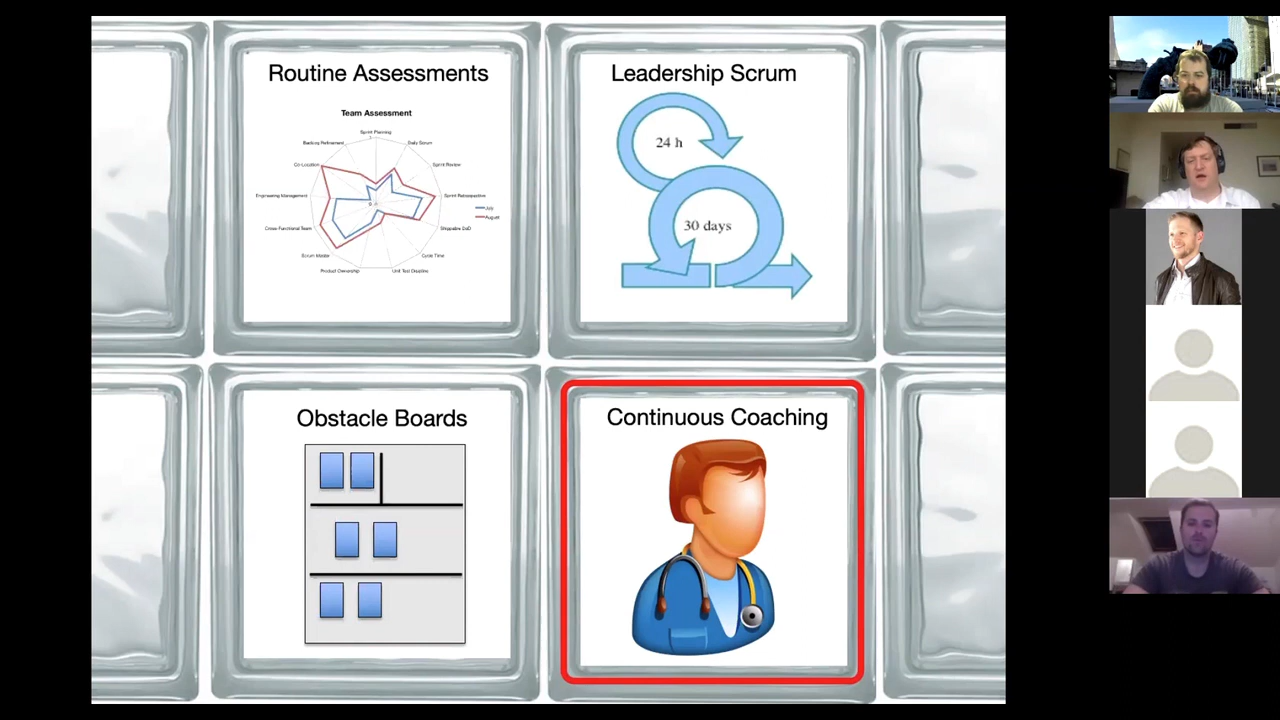 Routine Assessments
Leadership Scrum
Team Assessment
Sprint Planning
Backlog Refinement
Daily Scrum
Co-Location
Sprint Review
Engineering Management
Sprint Retrospective
July
August
Cross-Functional Team
Shippable DoD
Scrum Master
Cycle Time
Product Ownership
Unit Test Discipline
24 h
30 days
Obstacle Boards
Continuous Coaching